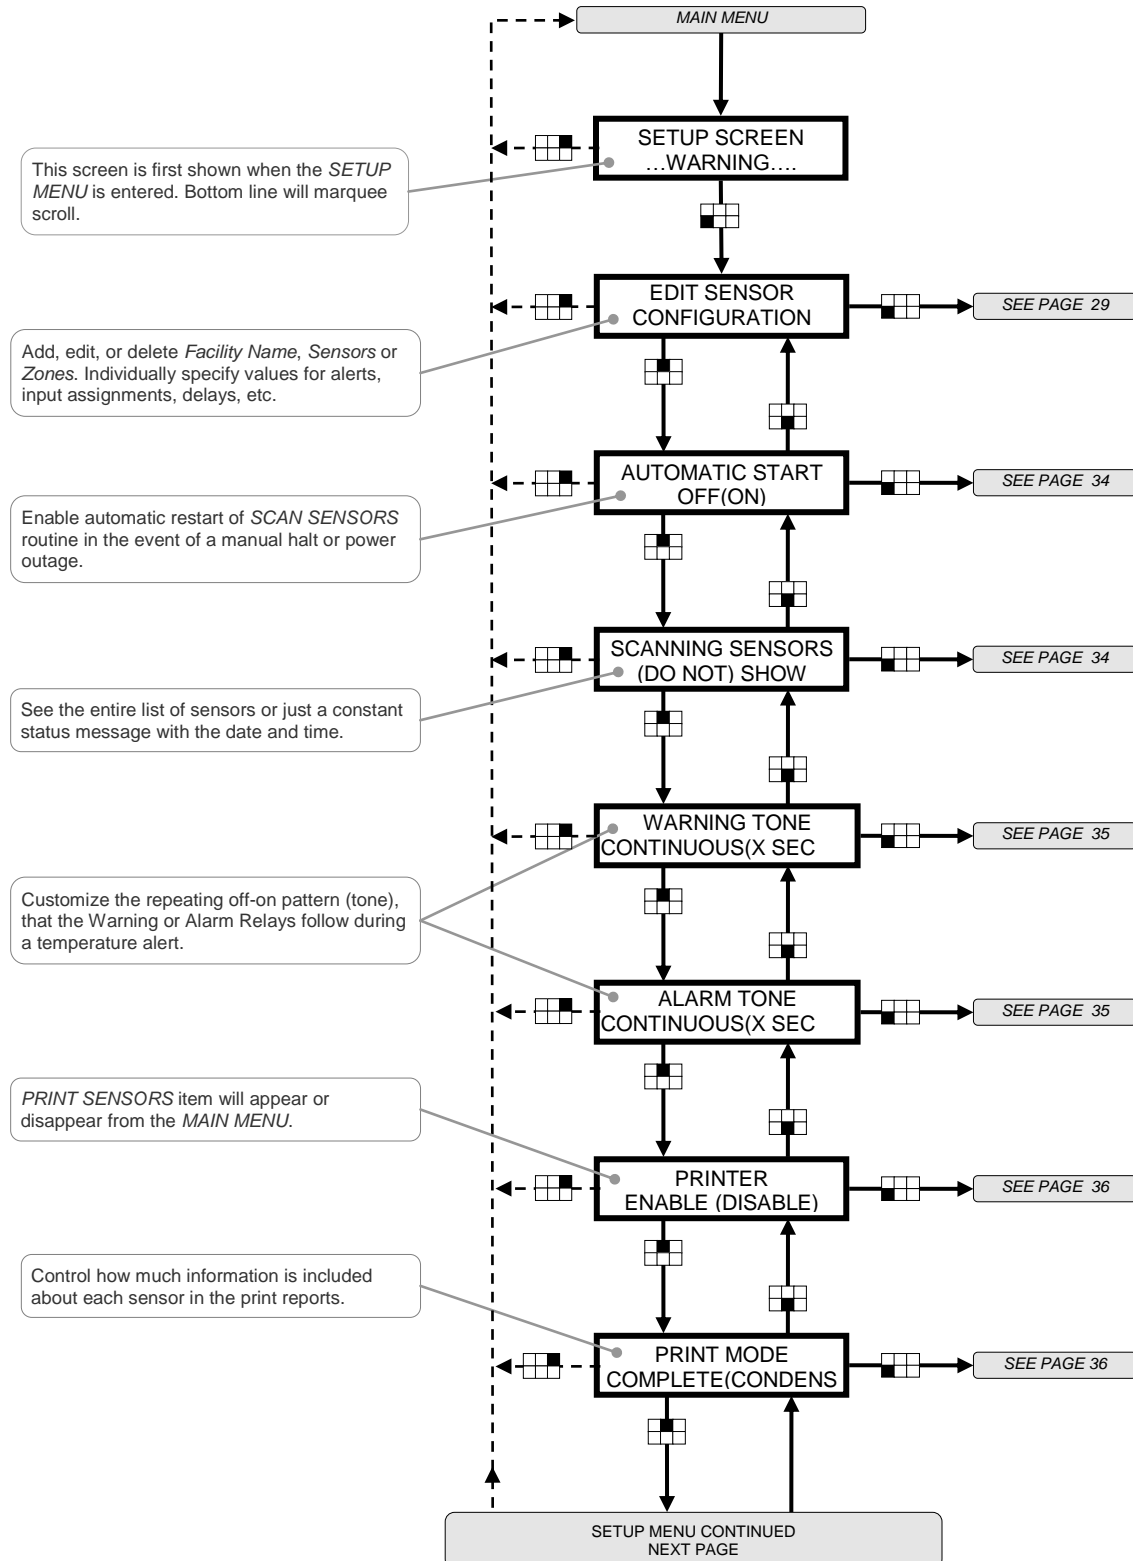 MAIN MENU
SETUP SCREEN
...WARNING....
This screen is first shown when the SETUP
MENU is entered. Bottom line will marquee
scroll.
EDIT SENSOR
CONFIGURATION
SEE PAGE 29
Add, edit, or delete Facility Name, Sensors or
Zones. Individually specify values for alerts,
input assignments, delays, etc.
AUTOMATIC START
OFF(ON)
SEE PAGE 34
Enable automatic restart of SCAN SENSORS
routine in the event of a manual halt or power
outage.
SCANNING SENSORS
(DO NOT) SHOW
SEE PAGE 34
See the entire list of sensors or just a constant
status message with the date and time.
WARNING TONE
CONTINUOUS(X SEC
SEE PAGE 35
Customize the repeating off-on pattern (tone),
that the Warning or Alarm Relays follow during
a temperature alert.
ALARM TONE
CONTINUOUS(X SEC
SEE PAGE 35
PRINT SENSORS item will appear or
disappear from the MAIN MENU.
PRINTER
ENABLE (DISABLE)
SEE PAGE 36
Control how much information is included
about each sensor in the print reports.
PRINT MODE
COMPLETE(CONDENS
SEE PAGE 36
SETUP MENU CONTINUED
NEXT PAGE